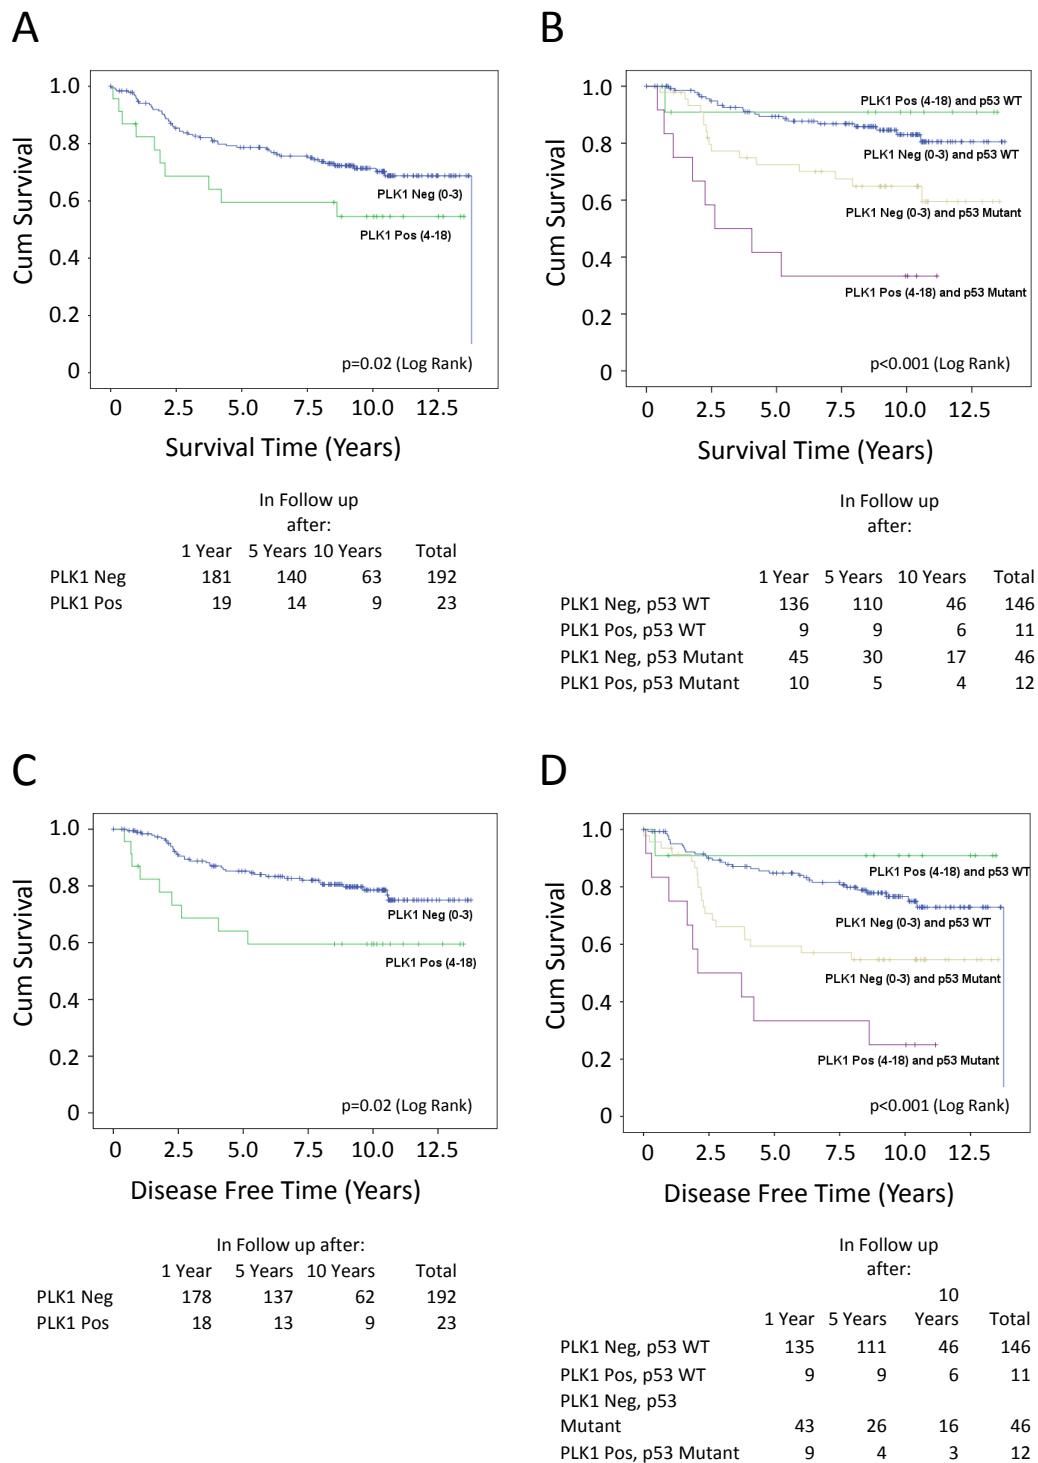 A
1.0
0.8
0.6
0.4
0.2
0
Cum Survival
PLK1 Neg (0-3)
PLK1 Pos (4-18)
p=0.02 (Log Rank)
0 2.5 5.0 7.5 10.0 12.5
Survival Time (Years)
In Follow up
after:
1 Year 5 Years 10 Years Total
PLK1 Neg 181 140 63 192
PLK1 Pos 19 14 9 23
B
1.0
0.8
0.6
0.4
0.2
0
Cum Survival
PLK1 Pos (4-18) and p53 WT
PLK1 Neg (0-3) and p53 WT
PLK1 Neg (0-3) and p53 Mutant
PLK1 Pos (4-18) and p53 Mutant
p<0.001 (Log Rank)
0 2.5 5.0 7.5 10.0 12.5
Survival Time (Years)
In Follow up
after:
1 Year 5 Years 10 Years Total
PLK1 Neg, p53 WT 136 110 46 146
PLK1 Pos, p53 WT 9 9 6 11
PLK1 Neg, p53 Mutant 45 30 17 46
PLK1 Pos, p53 Mutant 10 5 4 12
C
1.0
0.8
0.6
0.4
0.2
0
Cum Survival
PLK1 Neg (0-3)
PLK1 Pos (4-18)
p=0.02 (Log Rank)
0 2.5 5.0 7.5 10.0 12.5
Disease Free Time (Years)
In Follow up after:
1 Year 5 Years 10 Years Total
PLK1 Neg 178 137 62 192
PLK1 Pos 18 13 9 23
D
1.0
0.8
0.6
0.4
0.2
0
Cum Survival
PLK1 Pos (4-18) and p53 WT
PLK1 Neg (0-3) and p53 WT
PLK1 Neg (0-3) and p53 Mutant
PLK1 Pos (4-18) and p53 Mutant
p<0.001 (Log Rank)
0 2.5 5.0 7.5 10.0 12.5
Disease Free Time (Years)
In Follow up
after:
10
1 Year 5 Years Years Total
PLK1 Neg, p53 WT 135 111 46 146
PLK1 Pos, p53 WT 9 9 6 11
PLK1 Neg, p53
Mutant 43 26 16 46
PLK1 Pos, p53 Mutant 9 4 3 12